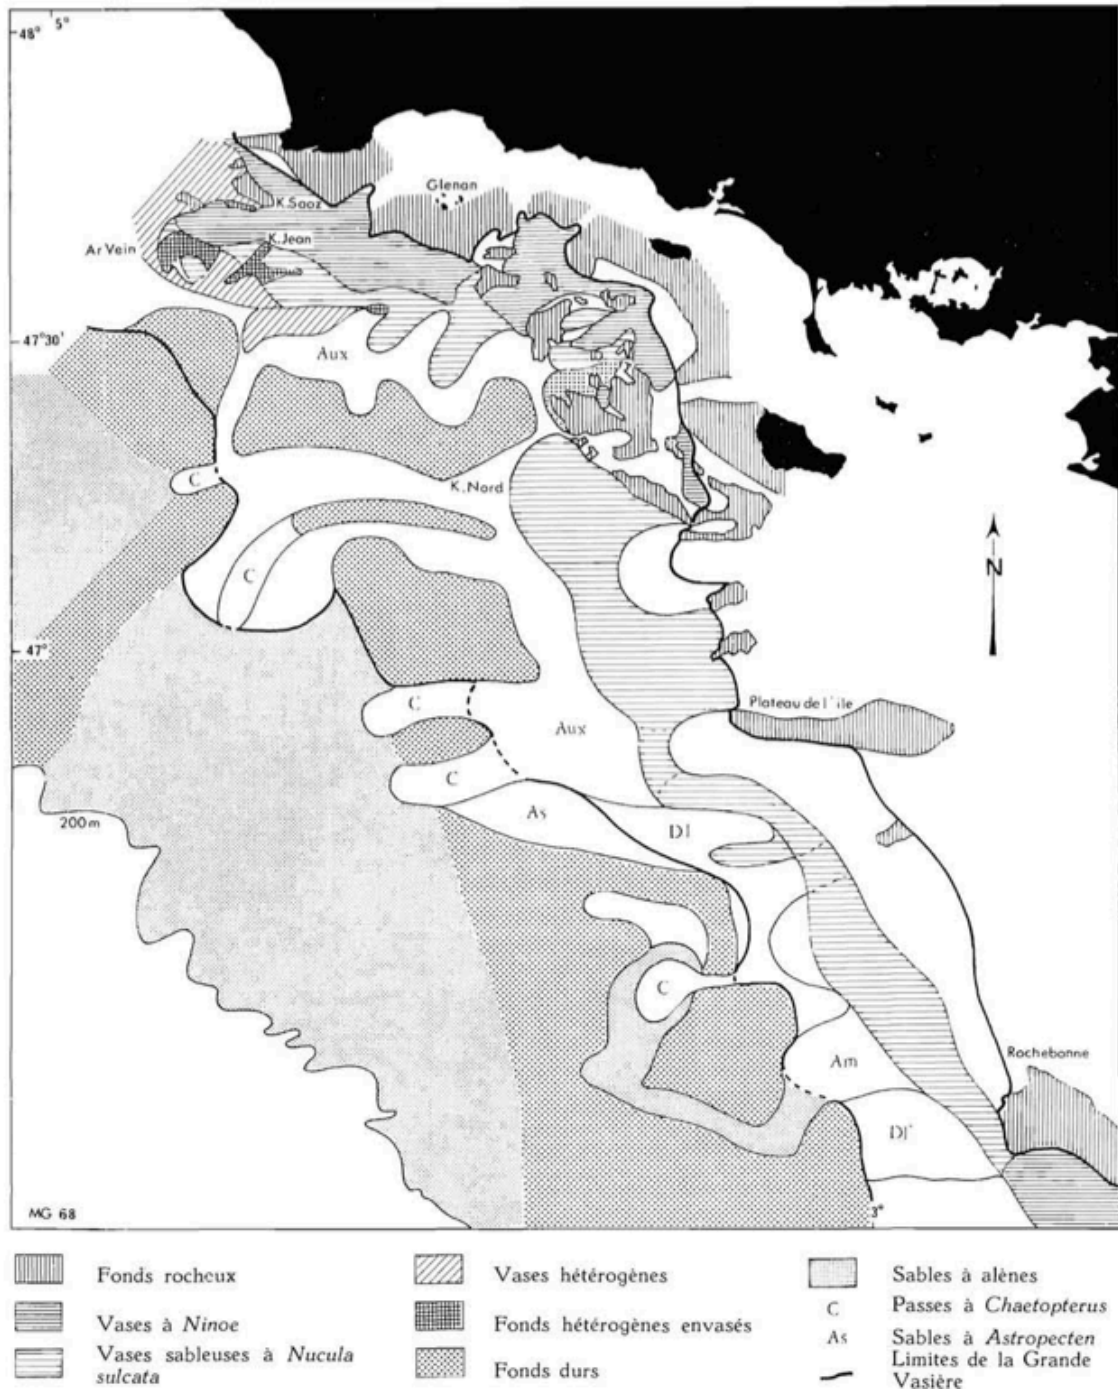 5°
48°
Glenan
K.Saoz
K.Jean
Ar Vein
47°30'
Aux
C
K.Nord
C
47°
C
Plateau de l'île
Aux
C
As
Dl
200m
C
Rochebonne
Am
Dl'
MG 68
3°
Fonds rocheux
Vases à Ninoe
Vases sableuses à Nucula
sulcata
Vases hétérogènes
Fonds hétérogènes envasés
Fonds durs
Sables à alènes
C Passes à Chaetopterus
As Sables à Astropecten
Limites de la Grande
Vasière
N